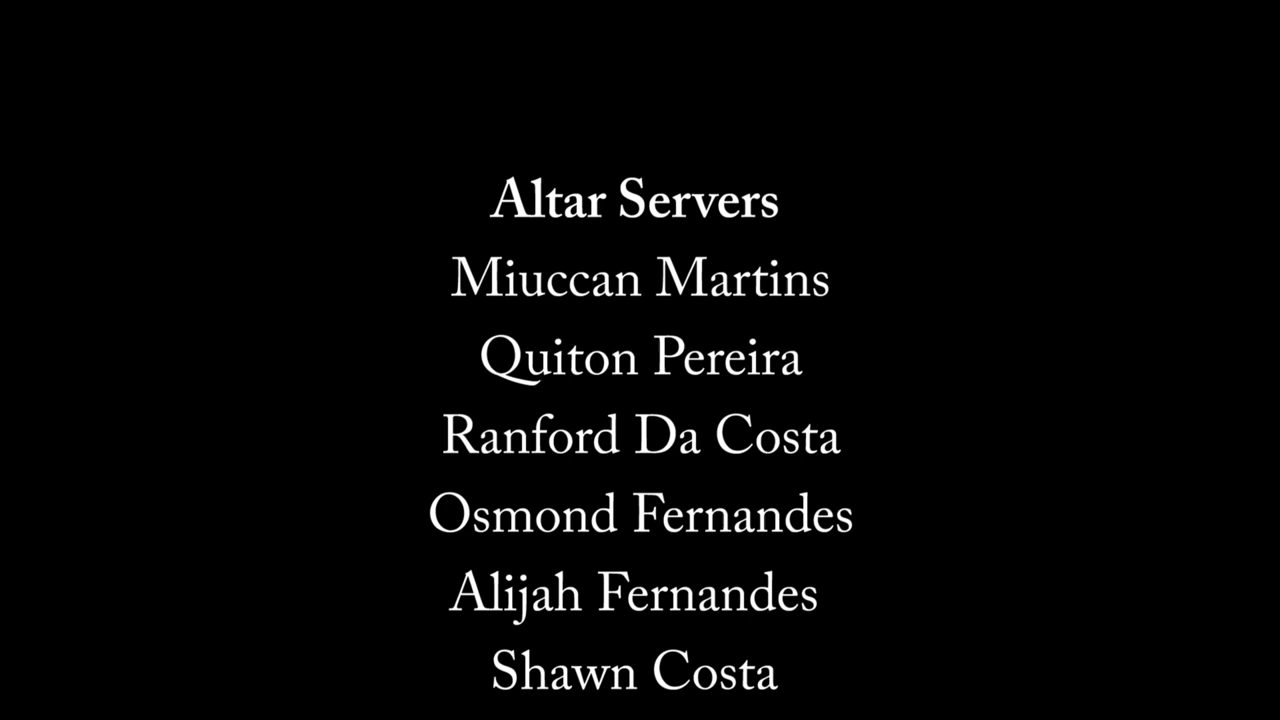 Altar Servers
Miuccan Martins
Quiton Pereira
Ranford Da Costa
Osmond Fernandes
Alijah Fernandes
Shawn Costa